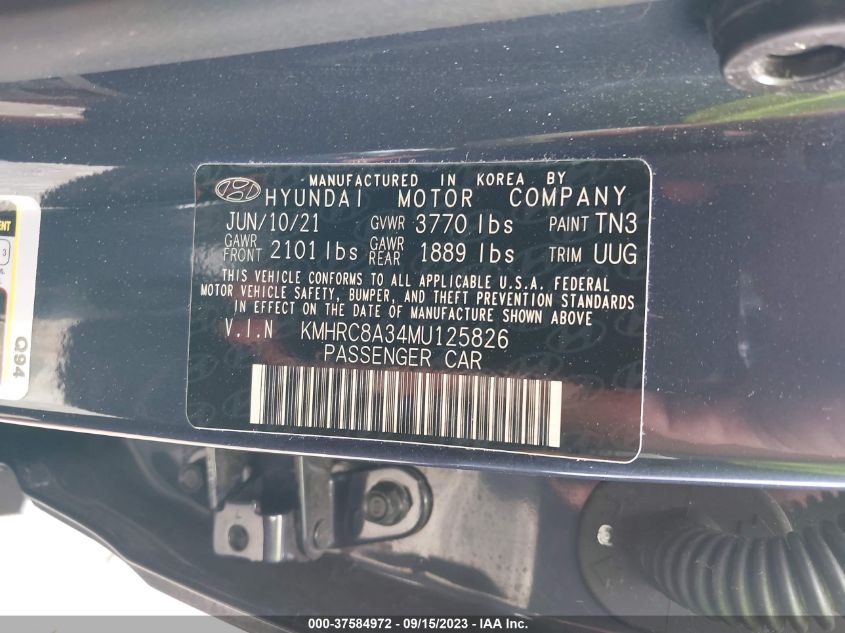 MANUFACTURED IN KOREA BY
HYUNDAI MOTOR COMPANY
JUN/10/21 GVWR 3770 lbs PAINT TN3
GAWR FRONT 2101 lbs GAWR REAR 1889 lbs TRIM UUG
THIS VEHICLE CONFORMS TO ALL APPLICABLE U.S.A. FEDERAL
MOTOR VEHICLE SAFETY, BUMPER, AND THEFT PREVENTION STANDARDS
IN EFFECT ON THE DATE OF MANUFACTURE SHOWN ABOVE
V.I.N KMHRC8A34MU125826
PASSENGER CAR
3
Q94
000-37584972 - 09/15/2023 - IAA Inc.